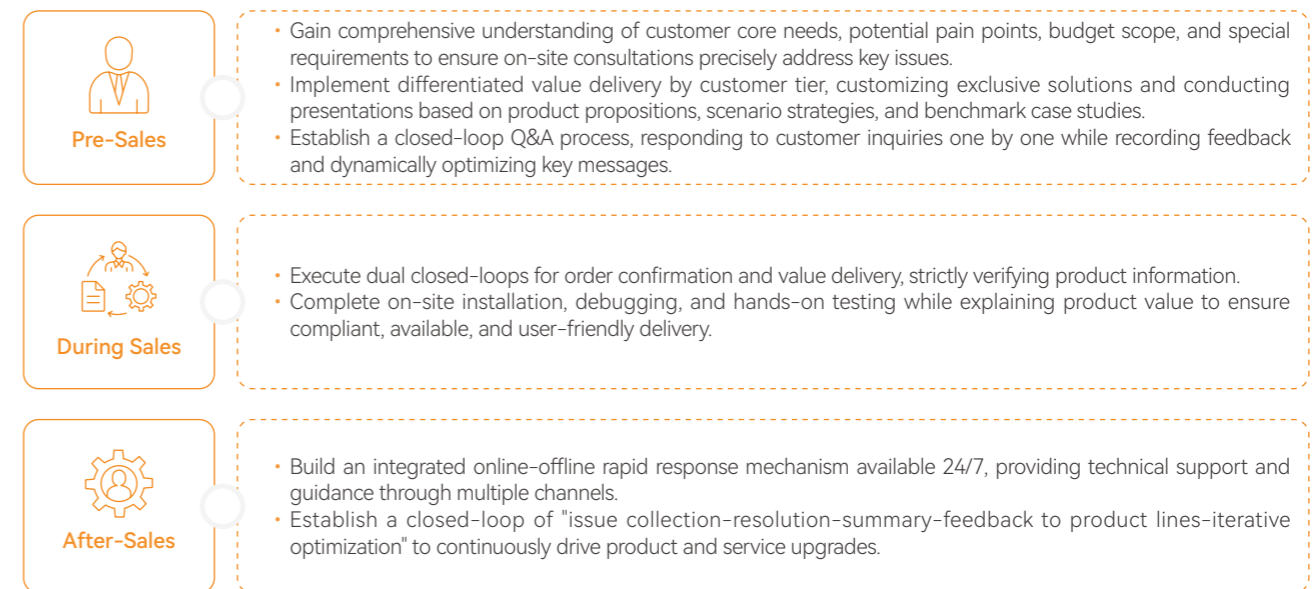 Pre-Sales
• Gain comprehensive understanding of customer core needs, potential pain points, budget scope, and special
requirements to ensure on-site consultations precisely address key issues.
• Implement differentiated value delivery by customer tier, customizing exclusive solutions and conducting
presentations based on product propositions, scenario strategies, and benchmark case studies.
• Establish a closed-loop Q&A process, responding to customer inquiries one by one while recording feedback
and dynamically optimizing key messages.
During Sales
• Execute dual closed-loops for order confirmation and value delivery, strictly verifying product information.
• Complete on-site installation, debugging, and hands-on testing while explaining product value to ensure
compliant, available, and user-friendly delivery.
After-Sales
• Build an integrated online-offline rapid response mechanism available 24/7, providing technical support and
guidance through multiple channels.
• Establish a closed-loop of "issue collection-resolution-summary-feedback to product lines-iterative
optimization" to continuously drive product and service upgrades.